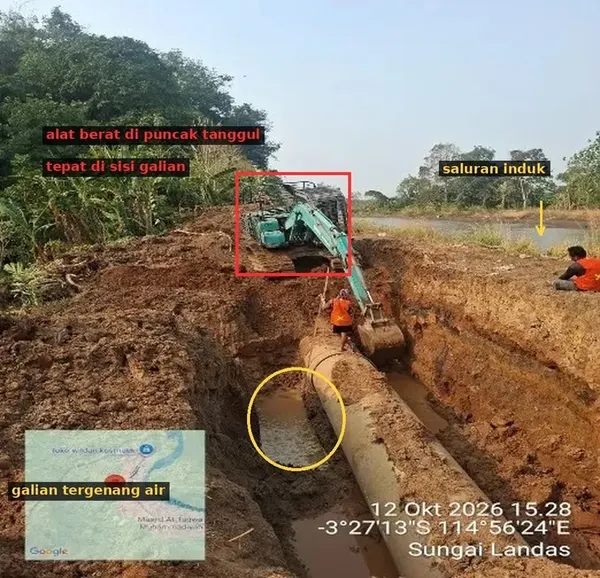 alat berat di puncak tanggul
tepat di sisi galian
saluran induk
galian tergenang air
Google
12 Okt 2026 15.28
-3°27'13"S 114°56'24"E
Sungai Landas